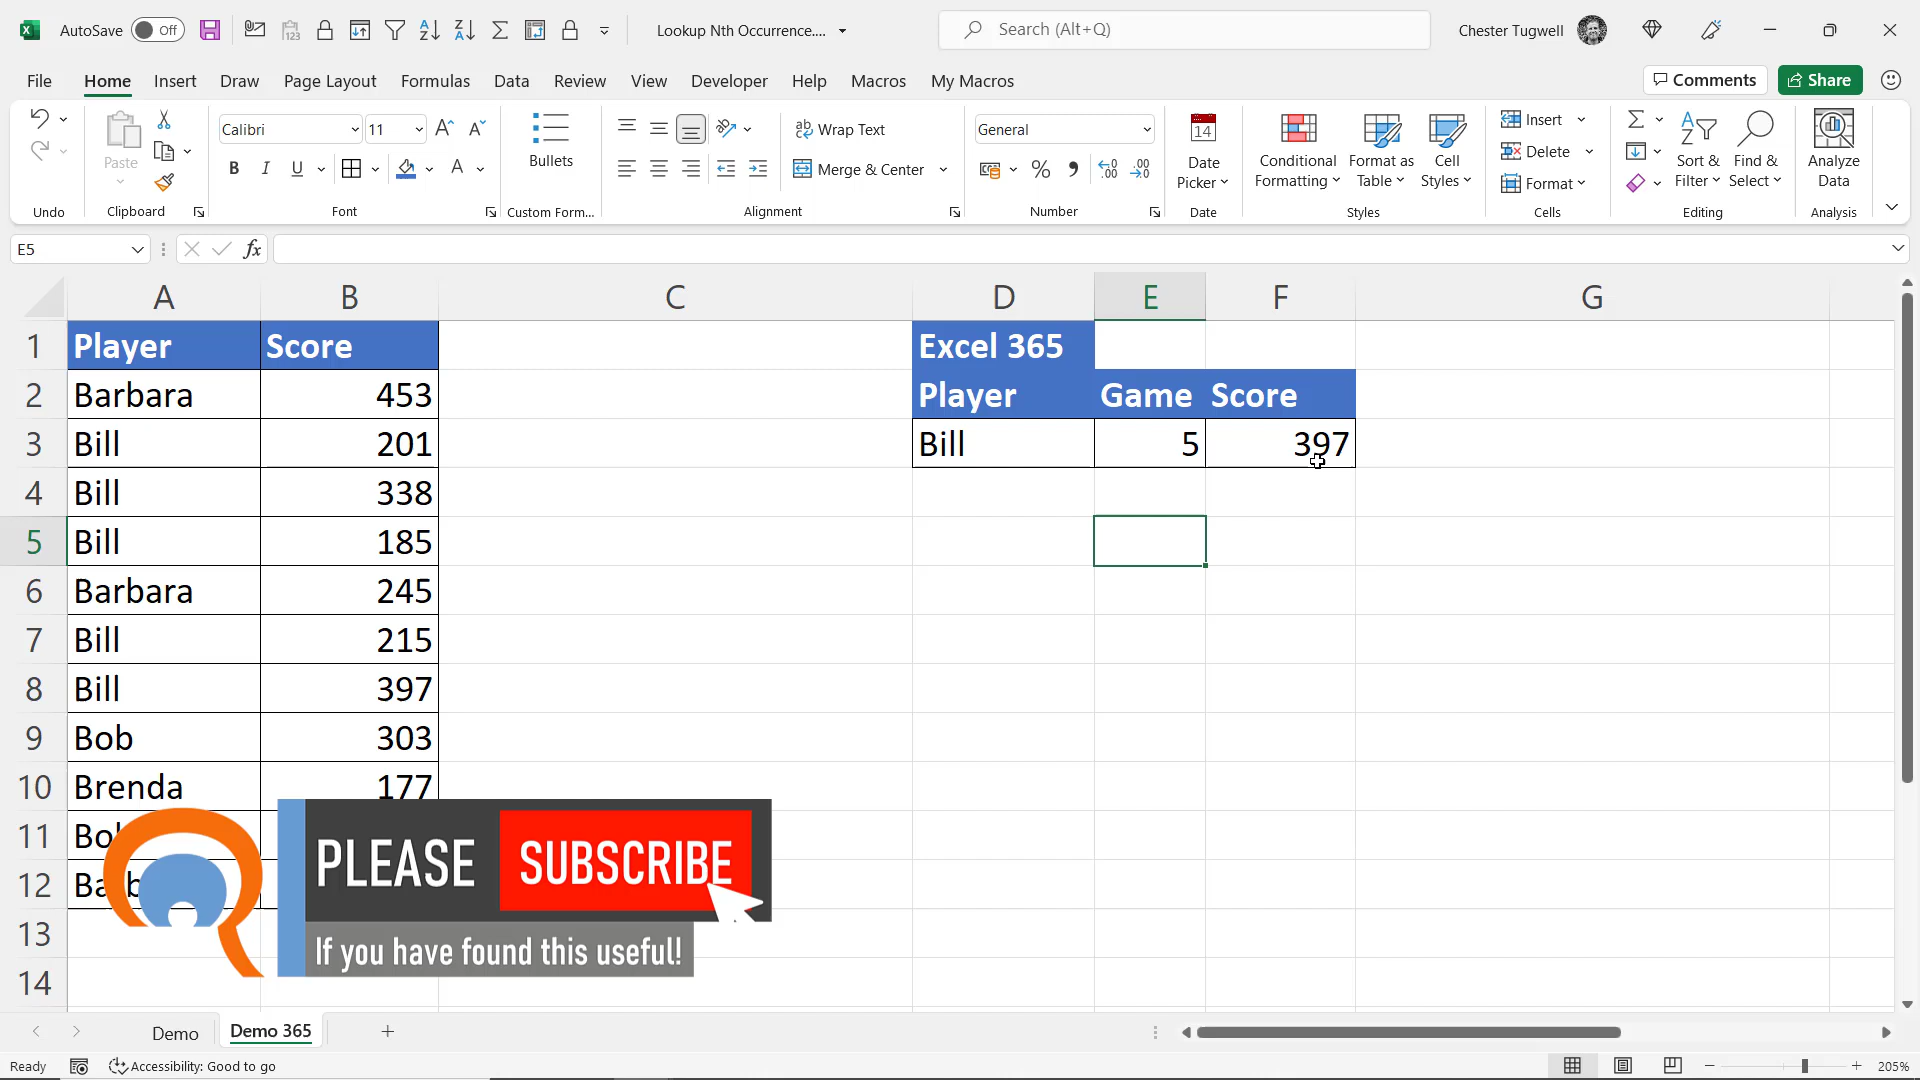 AutoSave Off Lookup Nth Occurrence.... Search (Alt+Q) Chester Tugwell
File Home Insert Draw Page Layout Formulas Data Review View Developer Help Macros My Macros Comments Share
Calibri 11 Wrap Text General Insert
Paste B I U A Bullets Merge & Center % Date Picker Conditional Formatting Format as Table Cell Styles Delete Format Sort & Filter Find & Select Analyze Data
Undo Clipboard Font Custom Form... Alignment Number Date Styles Cells Editing Analysis
E5 fx
A B C D E F G
1 Player Score Excel 365
2 Barbara 453 Player Game Score
3 Bill 201 Bill 5 397
4 Bill 338
5 Bill 185
6 Barbara 245
7 Bill 215
8 Bill 397
9 Bob 303
10 Brenda 177
11
12
13
14
PLEASE SUBSCRIBE
If you have found this useful!
Demo Demo 365
Ready Accessibility: Good to go 205%